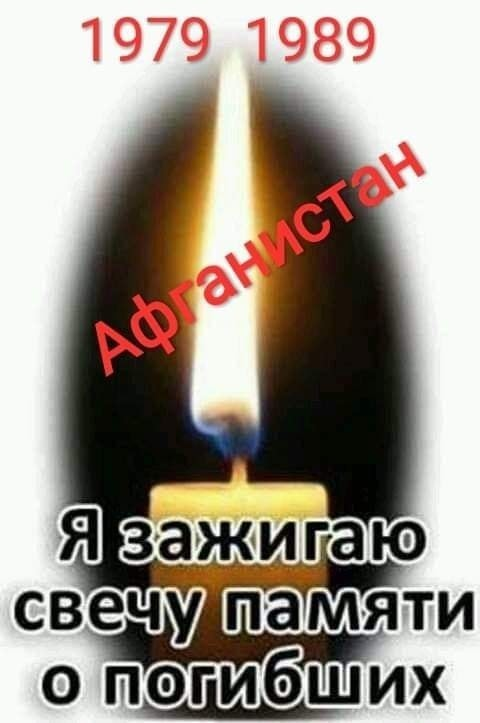 1979 1989
Афганистан
Я зажигаю
свечу памяти
о погибших